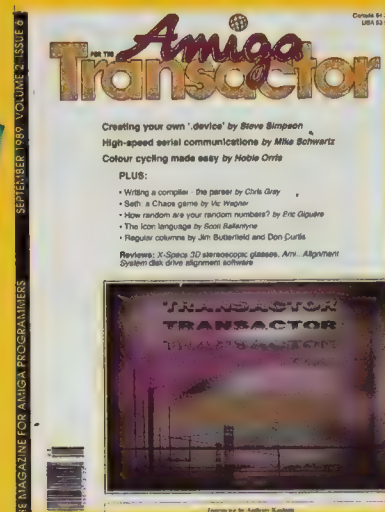 Canada $4
USA $3
FOR THE
Amiga
Transactor
SEPTEMBER 1989 VOLUME 2 ISSUE 6
THE MAGAZINE FOR AMIGA PROGRAMMERS
Creating your own '.device' by Steve Simpson
High-speed serial communications by Mike Schwartz
Colour cycling made easy by Noble Orris
PLUS:
• Writing a compiler - the parser by Chris Gray
• Seth: a Chaos game by Vic Wagner
• How random are your random numbers? by Eric Giguère
• The Icon language by Scott Ballantyne
• Regular columns by Jim Butterfield and Don Curtis
Reviews: X-Specs 3D stereoscopic glasses, Ami.. Alignment
System disk drive alignment software
TRANSACTOR
TRANSACTOR
TRANSACTOR
by Anthony